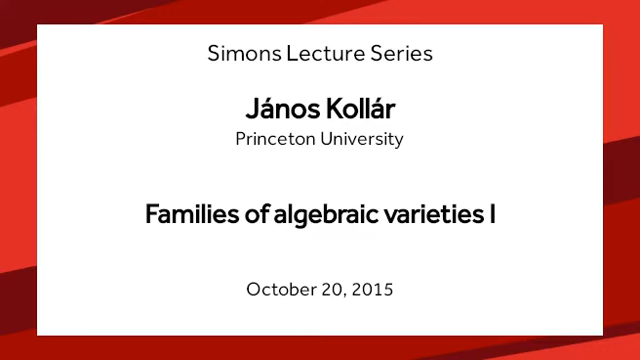 Simons Lecture Series
János Kollár
Princeton University
Families of algebraic varieties I
October 20, 2015